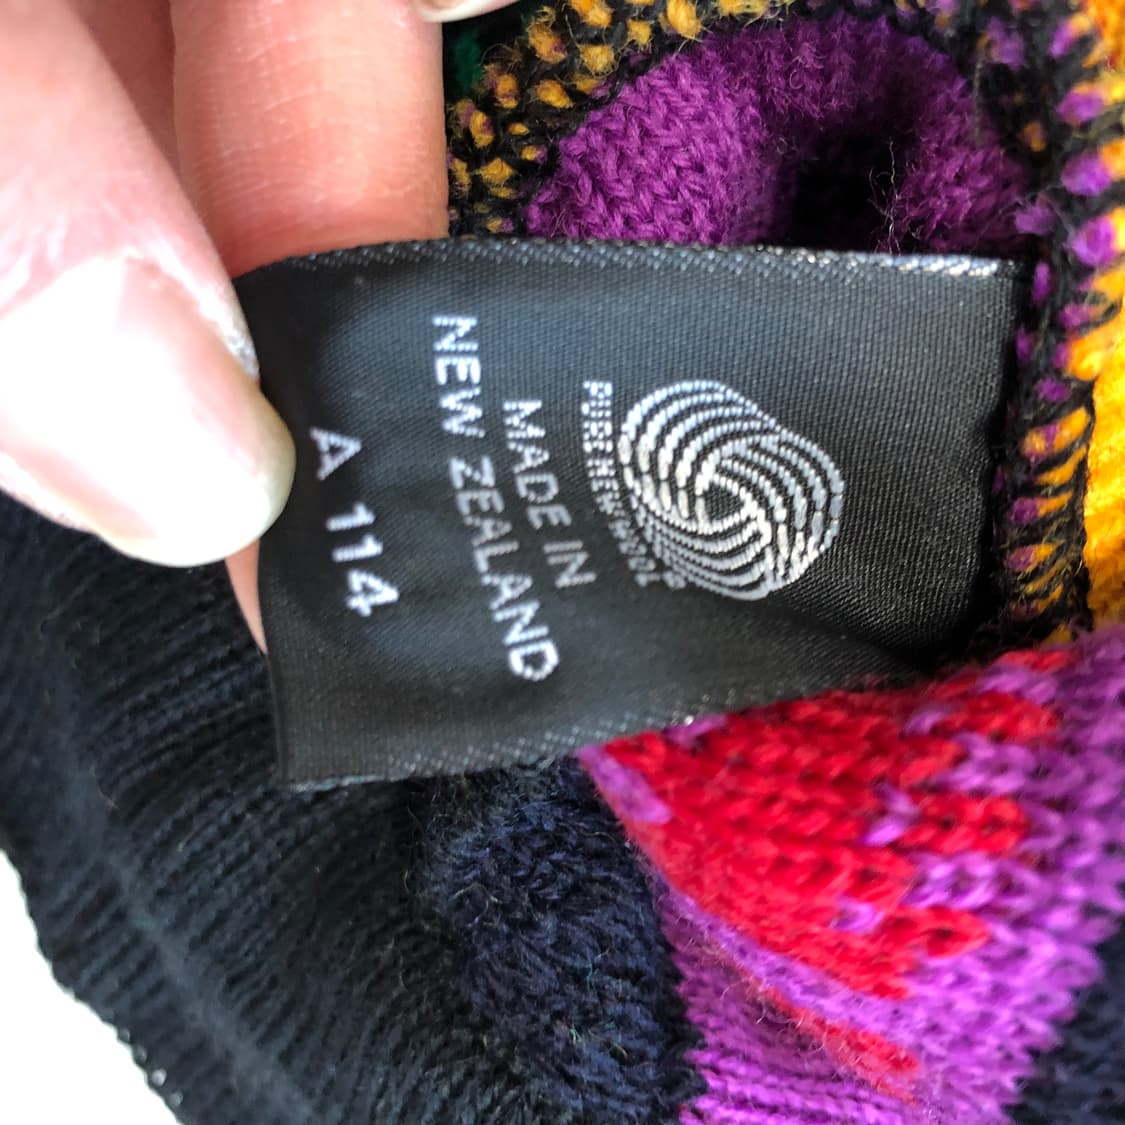 PURE NEW WOOL
MADE IN
NEW ZEALAND
A 114